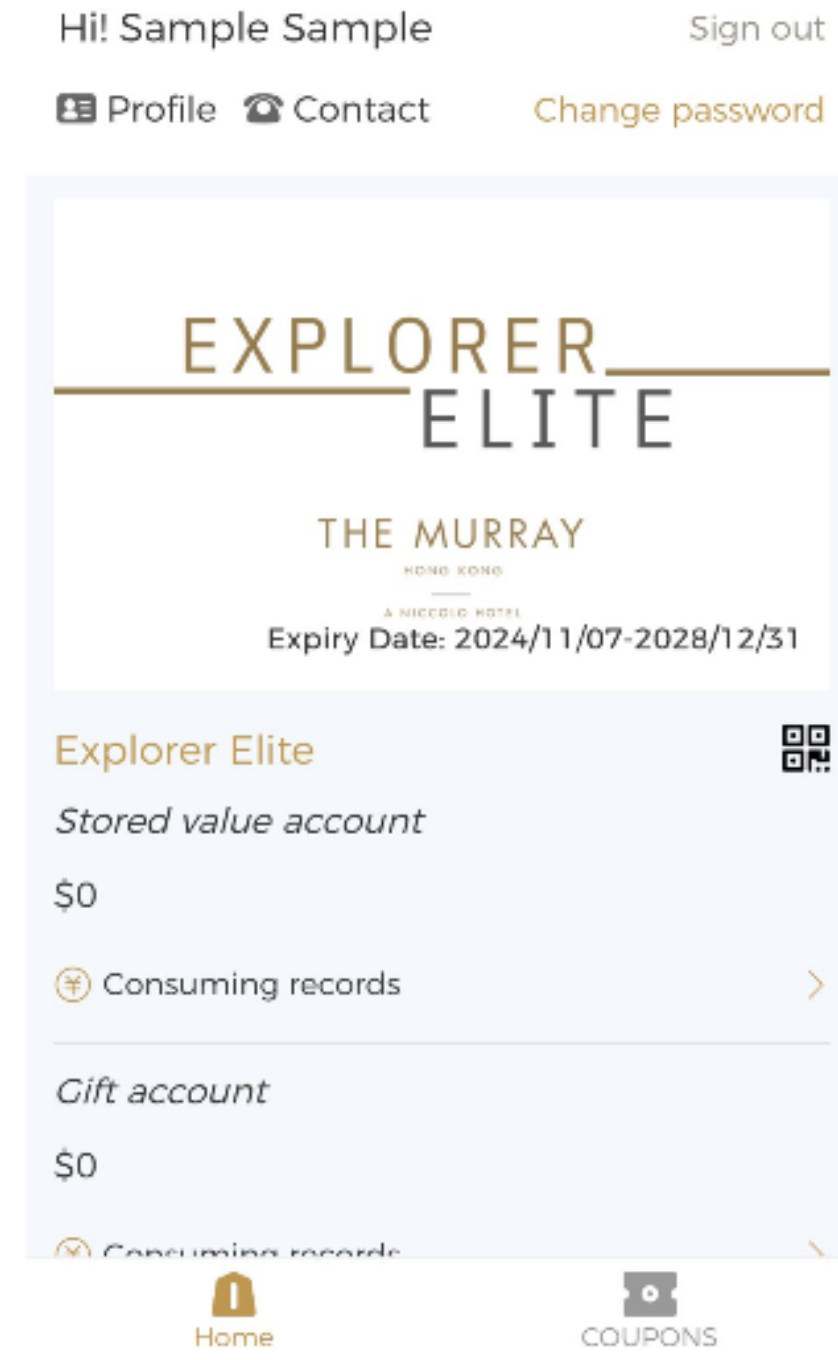 Hi! Sample Sample
Sign out
Profile
Contact
Change password
EXPLORER
ELITE
THE MURRAY
HONG KONG
A NICCOLO HOTEL
Expiry Date: 2024/11/07-2028/12/31
Explorer Elite
Stored value account
$0
Consuming records
Gift account
$0
Consuming records
Home
COUPONS